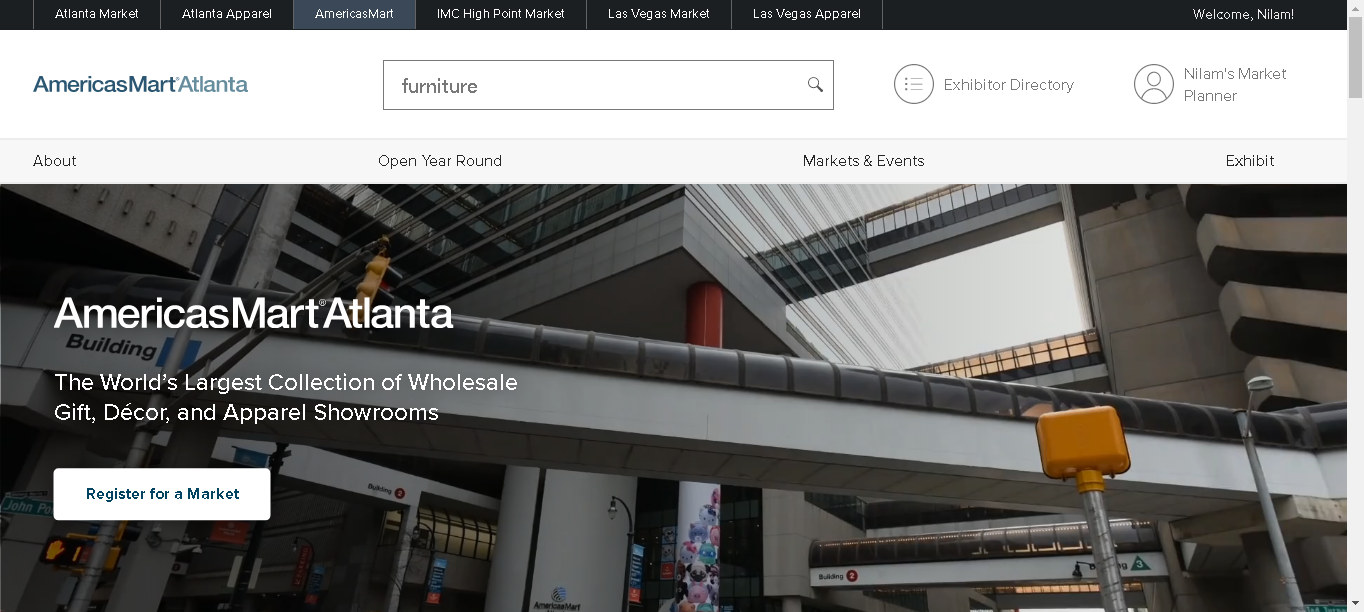 Atlanta Market
Atlanta Apparel
AmericasMart
IMC High Point Market
Las Vegas Market
Las Vegas Apparel
Welcome, Nilam!
AmericasMart®Atlanta
furniture
Exhibitor Directory
Nilam's Market
Planner
About
Open Year Round
Markets & Events
Exhibit
AmericasMart®Atlanta
Building
The World's Largest Collection of Wholesale
Gift, Décor, and Apparel Showrooms
Register for a Market
Building 2
John Po
Building 2
3
AmericasMart